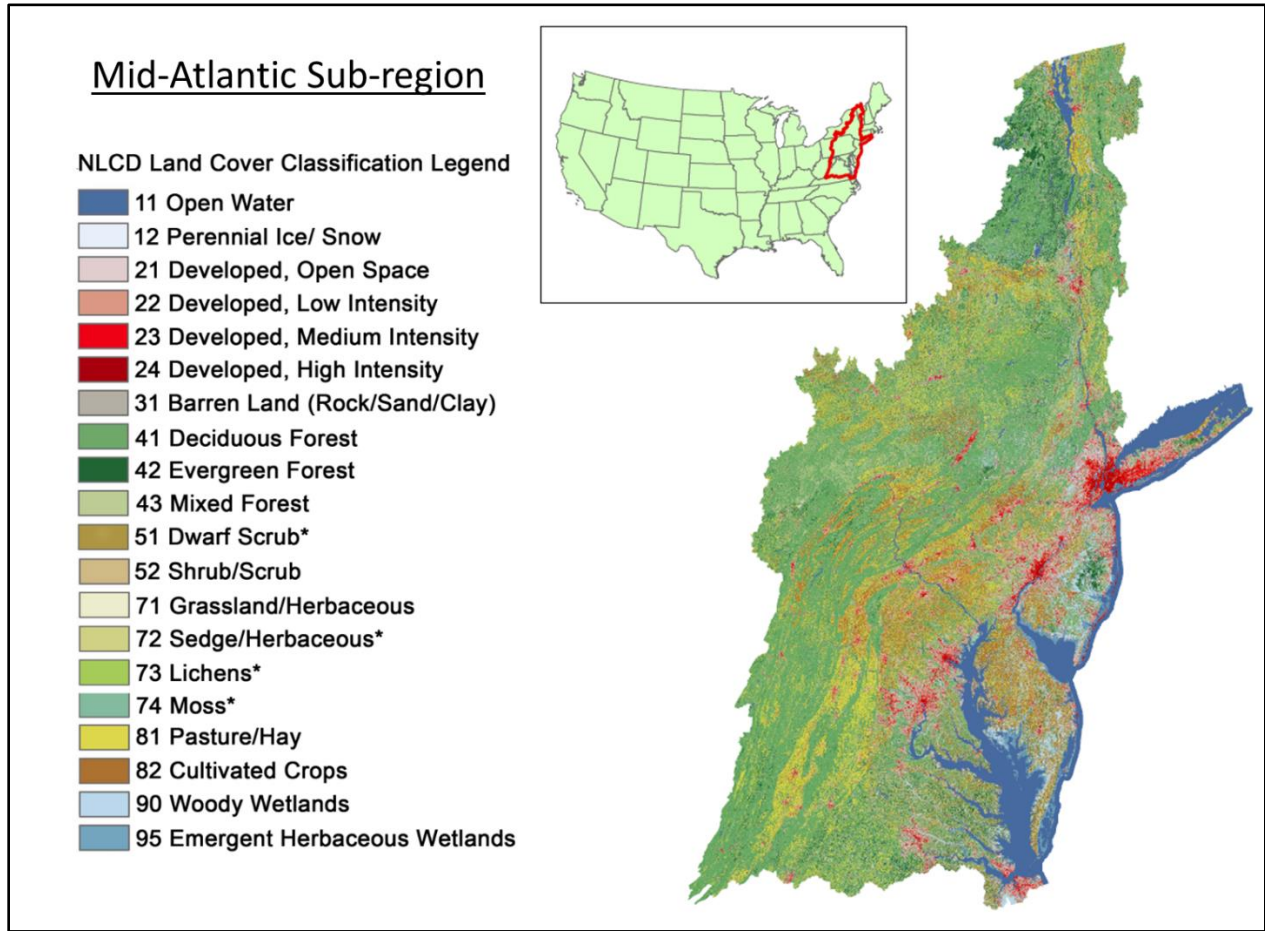 Mid-Atlantic Sub-region
NLCD Land Cover Classification Legend
11 Open Water
12 Perennial Ice/ Snow
21 Developed, Open Space
22 Developed, Low Intensity
23 Developed, Medium Intensity
24 Developed, High Intensity
31 Barren Land (Rock/Sand/Clay)
41 Deciduous Forest
42 Evergreen Forest
43 Mixed Forest
51 Dwarf Scrub*
52 Shrub/Scrub
71 Grassland/Herbaceous
72 Sedge/Herbaceous*
73 Lichens*
74 Moss*
81 Pasture/Hay
82 Cultivated Crops
90 Woody Wetlands
95 Emergent Herbaceous Wetlands